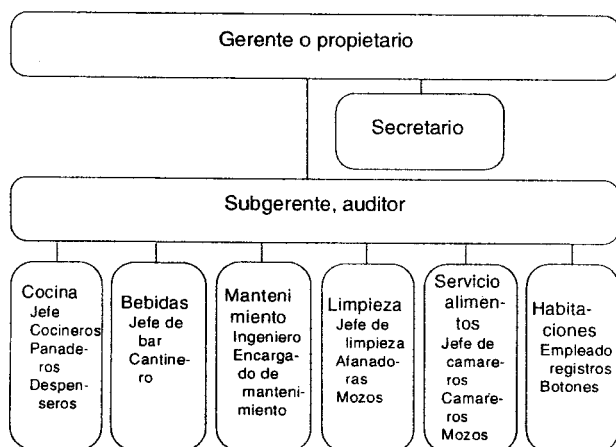 Gerente o propietario
Secretario
Subgerente, auditor
Cocina
Jefe
Cocineros
Panade-
ros
Despen-
seros
Bebidas
Jefe de
bar
Cantine-
ro
Manteni
miento
Ingeniero
Encarga-
do de
manteni-
miento
Limpieza
Jefe de
limpieza
Afanado-
ras
Mozos
Servicio
alimen-
tos
Jefe de
camare-
ros
Camare-
ros
Mozos
Habita-
ciones
Empleado
registros
Botones